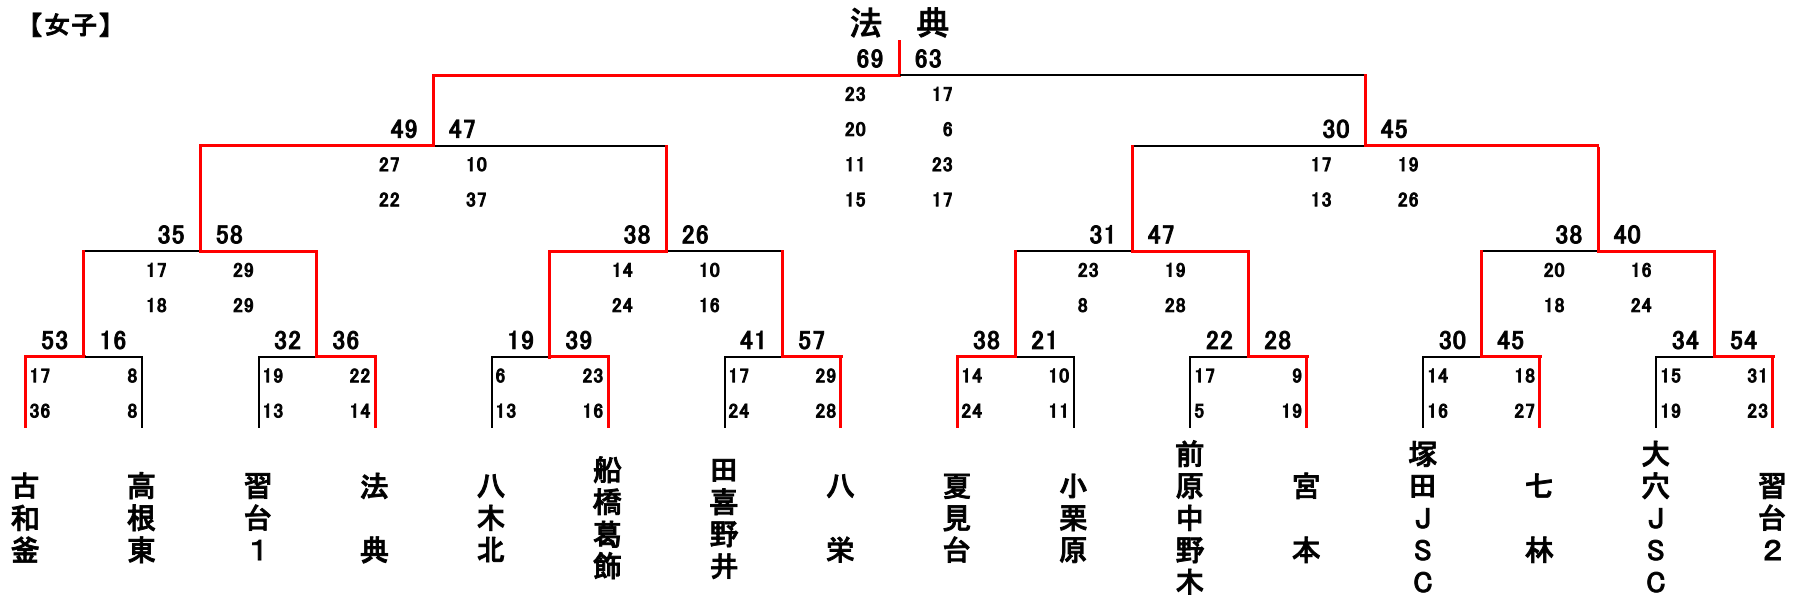 【女子】
法 典
69 63
23 17
20 6
11 23
15 17
49 47
27 10
22 37
30 45
17 19
13 26
35 58
17 29
18 29
38 26
14 10
24 16
31 47
23 19
8 28
38 40
20 16
18 24
53 16
17 8
36 8
32 36
19 22
13 14
19 39
6 23
13 16
41 57
17 29
24 28
38 21
14 10
24 11
22 28
17 9
5 19
30 45
14 18
16 27
34 54
15 31
19 23
古和釜
高根東
習台1
法典
八木北
船橋葛飾
田喜野井
八栄
夏見台
小栗原
前原中野木
宮本
塚田JSC
七林
大穴JSC
習台2